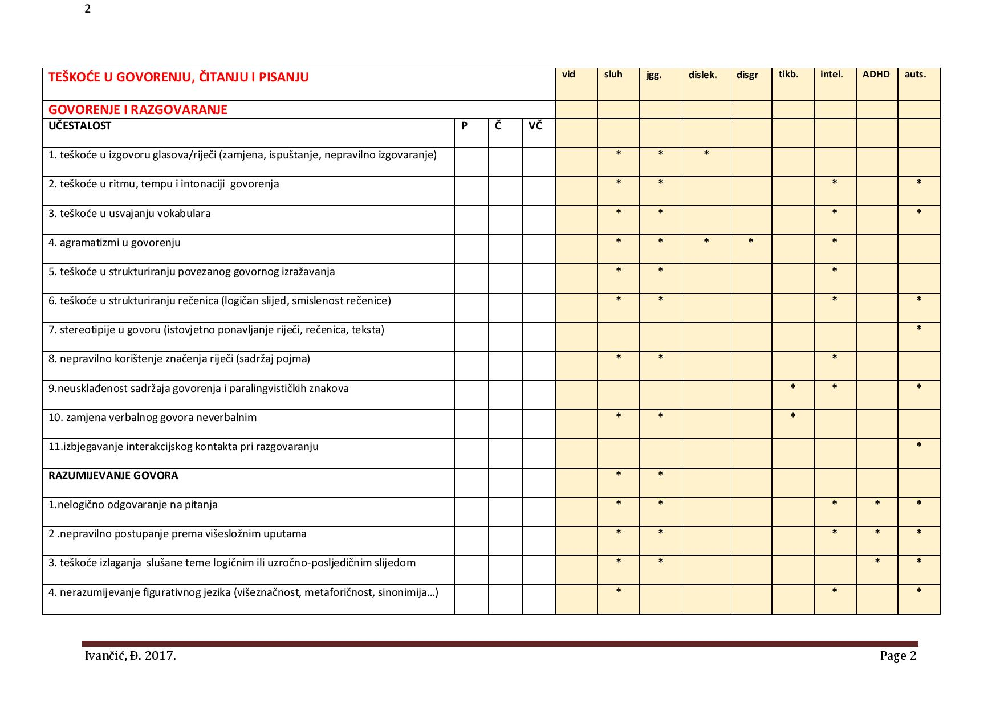 2
TEŠKOĆE U GOVORENJU, ČITANJU I PISANJU vid sluh jgg. dislek. disgr tikb. intel. ADHD auts.
GOVORENJE I RAZGOVARANJE
UČESTALOST P Č VČ
1. teškoće u izgovoru glasova/riječi (zamjena, ispuštanje, nepravilno izgovaranje) * * *
2. teškoće u ritmu, tempu i intonaciji  govorenja * * * *
3. teškoće u usvajanju vokabulara * * * *
4. agramatizmi u govorenju * * * * *
5. teškoće u strukturiranju povezanog govornog izražavanja * * *
6. teškoće u strukturiranju rečenica (logičan slijed, smislenost rečenice) * * * *
7. stereotipije u govoru (istovjetno ponavljanje riječi, rečenica, teksta) *
8. nepravilno korištenje značenja riječi (sadržaj pojma) * * *
9.neusklađenost sadržaja govorenja i paralingvističkih znakova * * *
10. zamjena verbalnog govora neverbalnim * * *
11.izbjegavanje interakcijskog kontakta pri razgovaranju *
RAZUMIJEVANJE GOVORA * *
1.nelogično odgovaranje na pitanja * * * * *
2 .nepravilno postupanje prema višesložnim uputama * * * * *
3. teškoće izlaganja  slušane teme logičnim ili uzročno-posljedičnim slijedom * * * *
4. nerazumijevanje figurativnog jezika (višeznačnost, metaforičnost, sinonimija…) * * *
Ivančić, Đ. 2017. Page 2